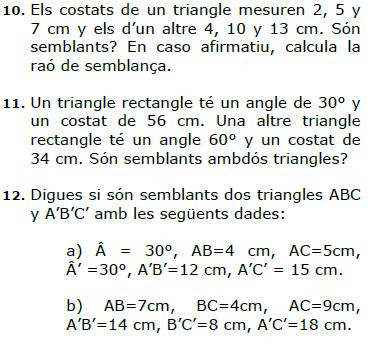 10. Els costats de un triangle mesuren 2, 5 y
7 cm y els d’un altre 4, 10 y 13 cm. Són
semblants? En caso afirmatiu, calcula la
raó de semblança.
11. Un triangle rectangle té un angle de 30º y
un costat de 56 cm. Una altre triangle
rectangle té un angle 60º y un costat de
34 cm. Són semblants ambdós triangles?
12. Digues si són semblants dos triangles ABC
y A’B’C’ amb les següents dades:
a) Â = 30º, AB=4 cm, AC=5cm,
Â’ =30º, A’B’=12 cm, A’C’ = 15 cm.
b) AB=7cm, BC=4cm, AC=9cm,
A’B’=14 cm, B’C’=8 cm, A’C’=18 cm.